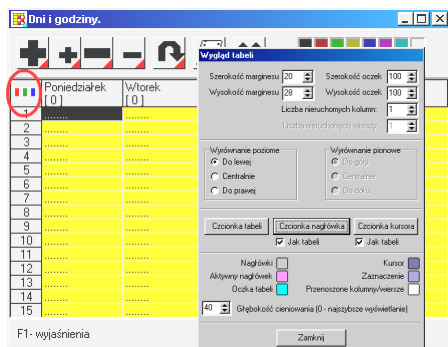 Dni i godziny.
Wygląd tabeli
Szerokość marginesu 20 Szerokość oczek 100
Wysokość marginesu 28 Wysokość oczek 100
Liczba nieruchomych kolumn: 1
Liczba nieruchomych wierszy: 1
Poniedziałek Wtorek
[ 0 ] [ 0 ]
1 ........ ........
2 ........ ........
3 ........ ........
4 ........ ........
5 ........ ........
6 ........ ........
7 ........ ........
8 ........ ........
9 ........ ........
10 ........ ........
11 ........ ........
12 ........ ........
13 ........ ........
14 ........ ........
15 ........ ........
Wyrównanie poziome Wyrównanie pionowe
Do lewej Do góry
Centralnie Centralnie
Do prawej Do dołu
Czcionka tabeli Czcionka nagłówka Czcionka kursora
Jak tabeli Jak tabeli
Nagłówki Kursor
Aktywny nagłówek Zaznaczenie
Oczka tabeli Przenoszone kolumny/wiersze
40 Głębokość cieniowania (0 - najszybsze wyświetlanie)
Zamknij
F1- wyjaśnienia